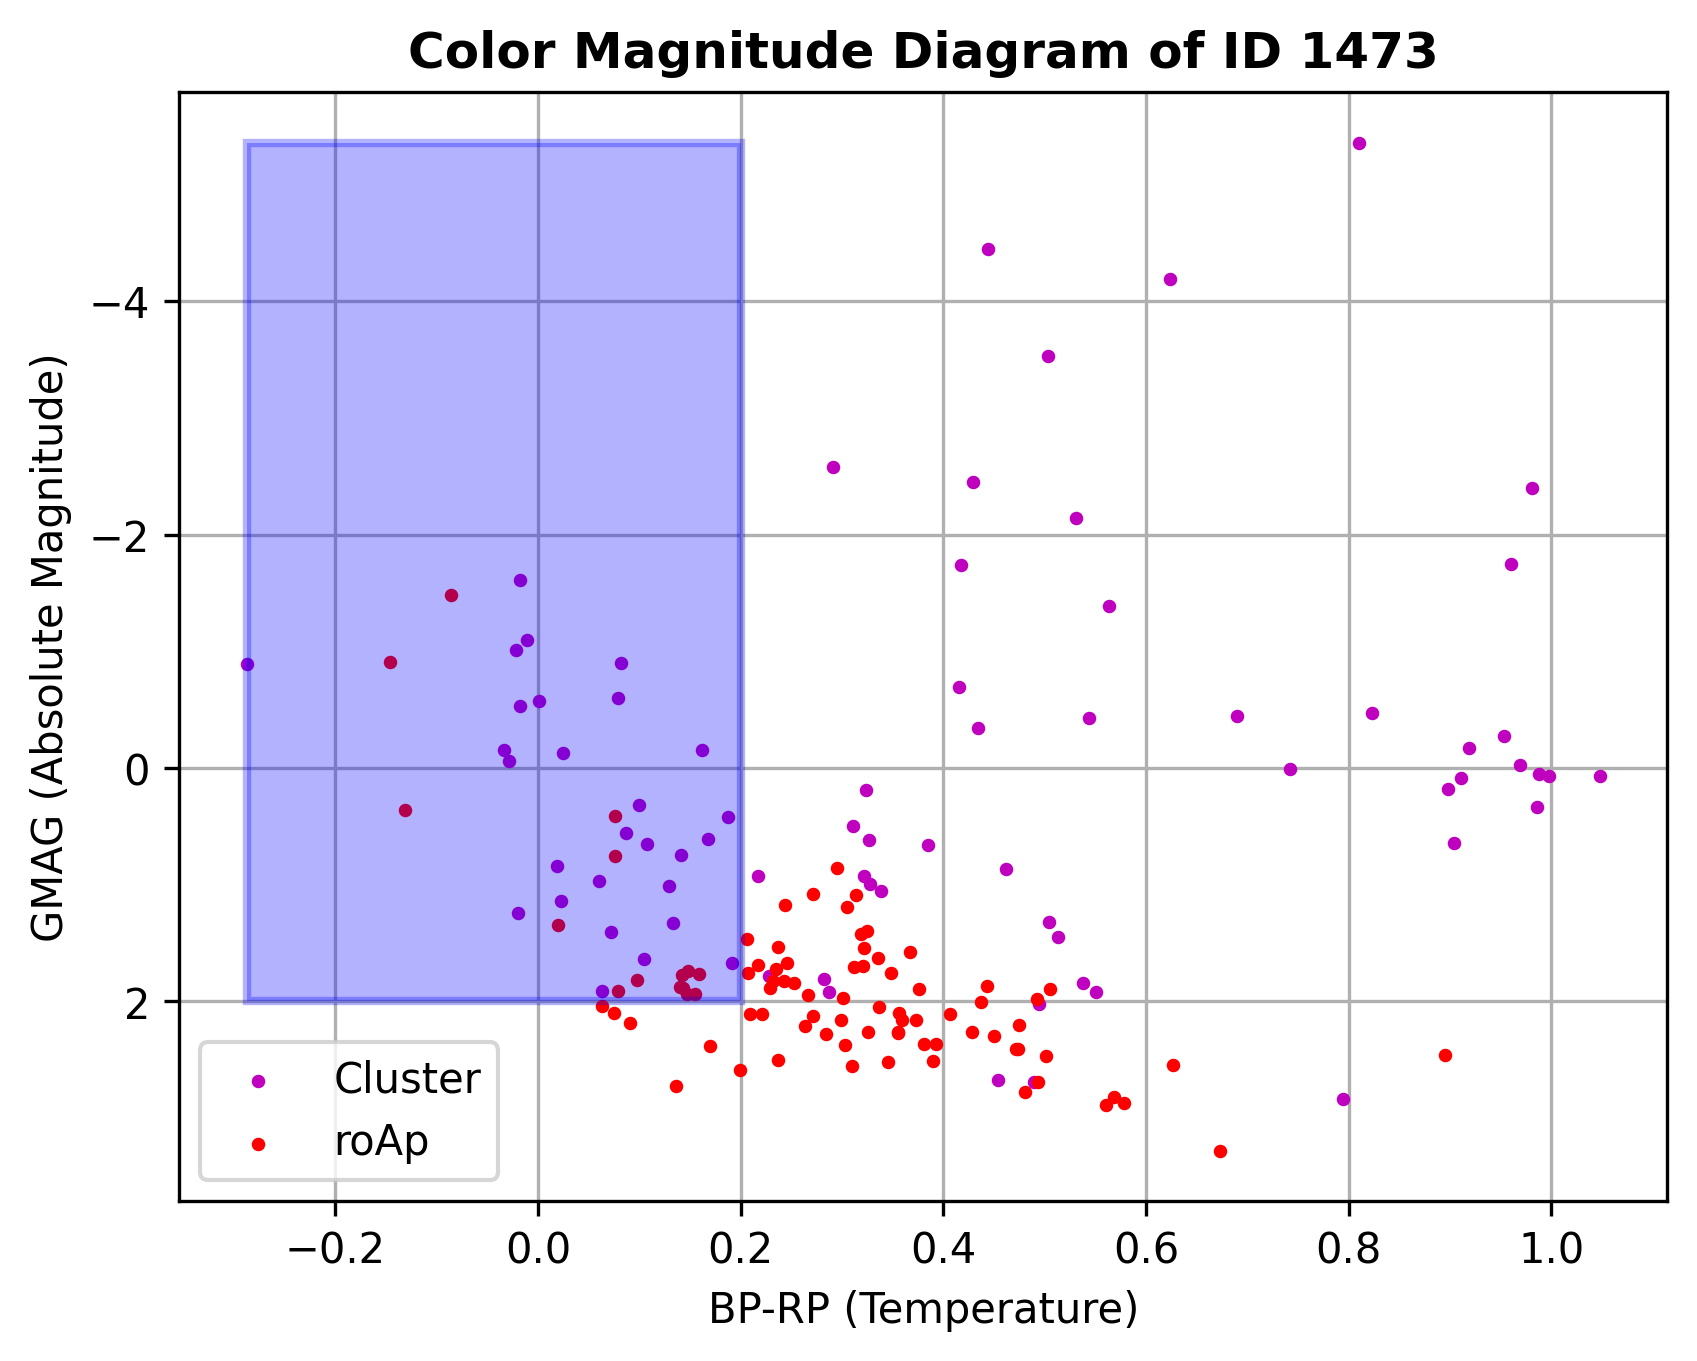 Color Magnitude Diagram of ID 1473
GMAG (Absolute Magnitude)
−4
−2
0
2
Cluster
roAp
−0.2 0.0 0.2 0.4 0.6 0.8 1.0
BP-RP (Temperature)